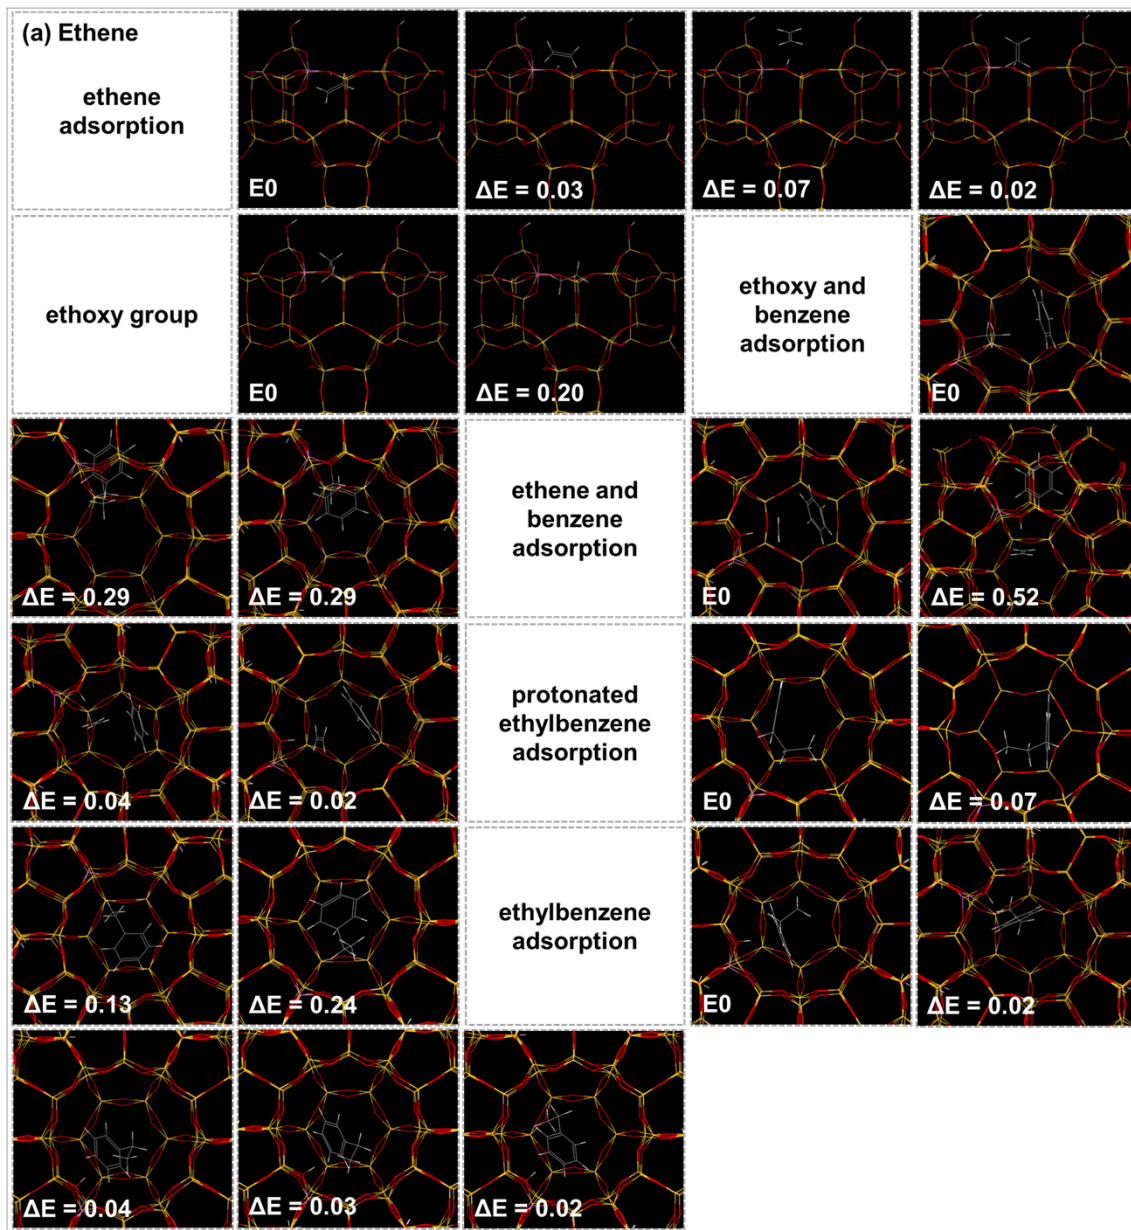 (a) Ethene
ethene
adsorption
E0
ΔE = 0.03
ΔE = 0.07
ΔE = 0.02
ethoxy group
E0
ΔE = 0.20
ethoxy and
benzene
adsorption
E0
ΔE = 0.29
ΔE = 0.29
ethene and
benzene
adsorption
E0
ΔE = 0.52
ΔE = 0.04
ΔE = 0.02
protonated
ethylbenzene
adsorption
E0
ΔE = 0.07
ΔE = 0.13
ΔE = 0.24
ethylbenzene
adsorption
E0
ΔE = 0.02
ΔE = 0.04
ΔE = 0.03
ΔE = 0.02